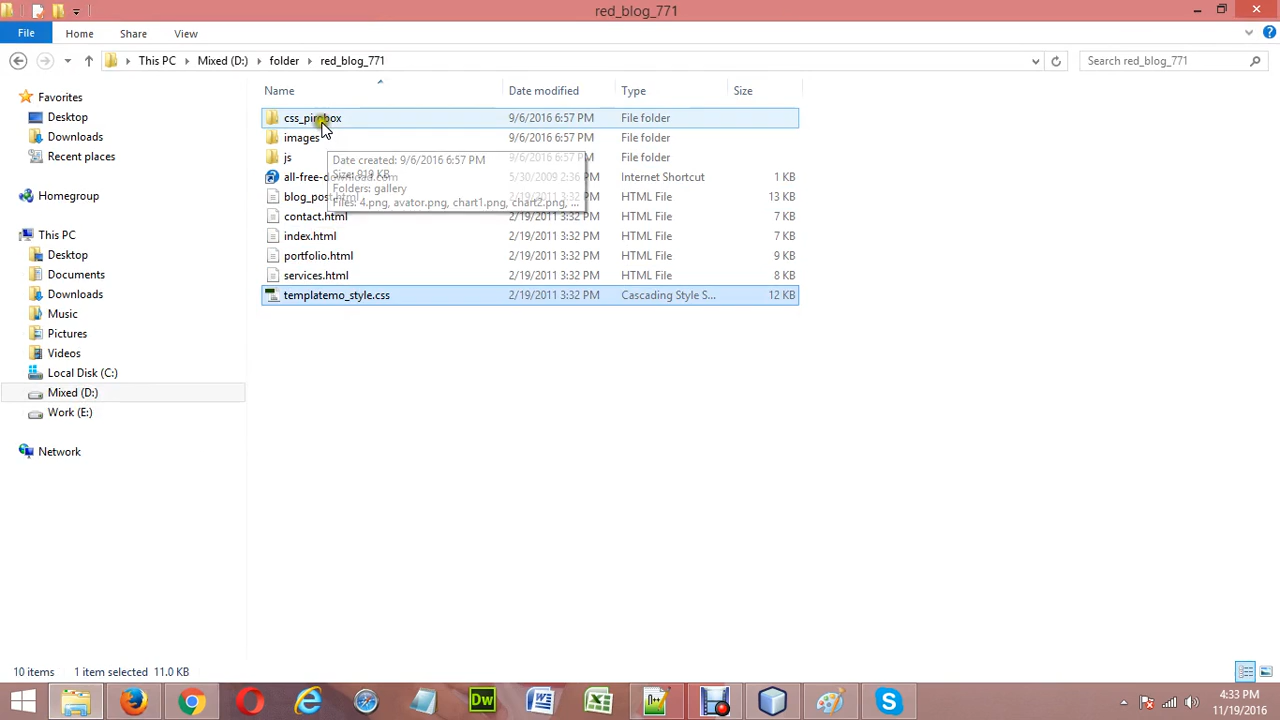 red_blog_771
File Home Share View
This PC Mixed (D:) folder red_blog_771 Search red_blog_771
Name Date modified Type Size
Favorites
Desktop
Downloads
Recent places
Homegroup
This PC
Desktop
Documents
Downloads
Music
Pictures
Videos
Local Disk (C:)
Mixed (D:)
Work (E:)
Network
9/6/2016 6:57 PM File folder
images 9/6/2016 6:57 PM File folder
js 9/6/2016 6:57 PM File folder
5/30/2009 2:36 PM Internet Shortcut 1 KB
2/19/2011 3:32 PM HTML File 13 KB
contact.html 2/19/2011 3:32 PM HTML File 7 KB
index.html 2/19/2011 3:32 PM HTML File 7 KB
portfolio.html 2/19/2011 3:32 PM HTML File 9 KB
services.html 2/19/2011 3:32 PM HTML File 8 KB
templatemo_style.css 2/19/2011 3:32 PM Cascading Style S... 12 KB
Date created: 9/6/2016 6:57 PM
Size: 919 KB
Folders: gallery
Files: 4.png, avator.png, chart1.png, chart2.png, ...
10 items 1 item selected 11.0 KB
Dw
4:33 PM
11/19/2016